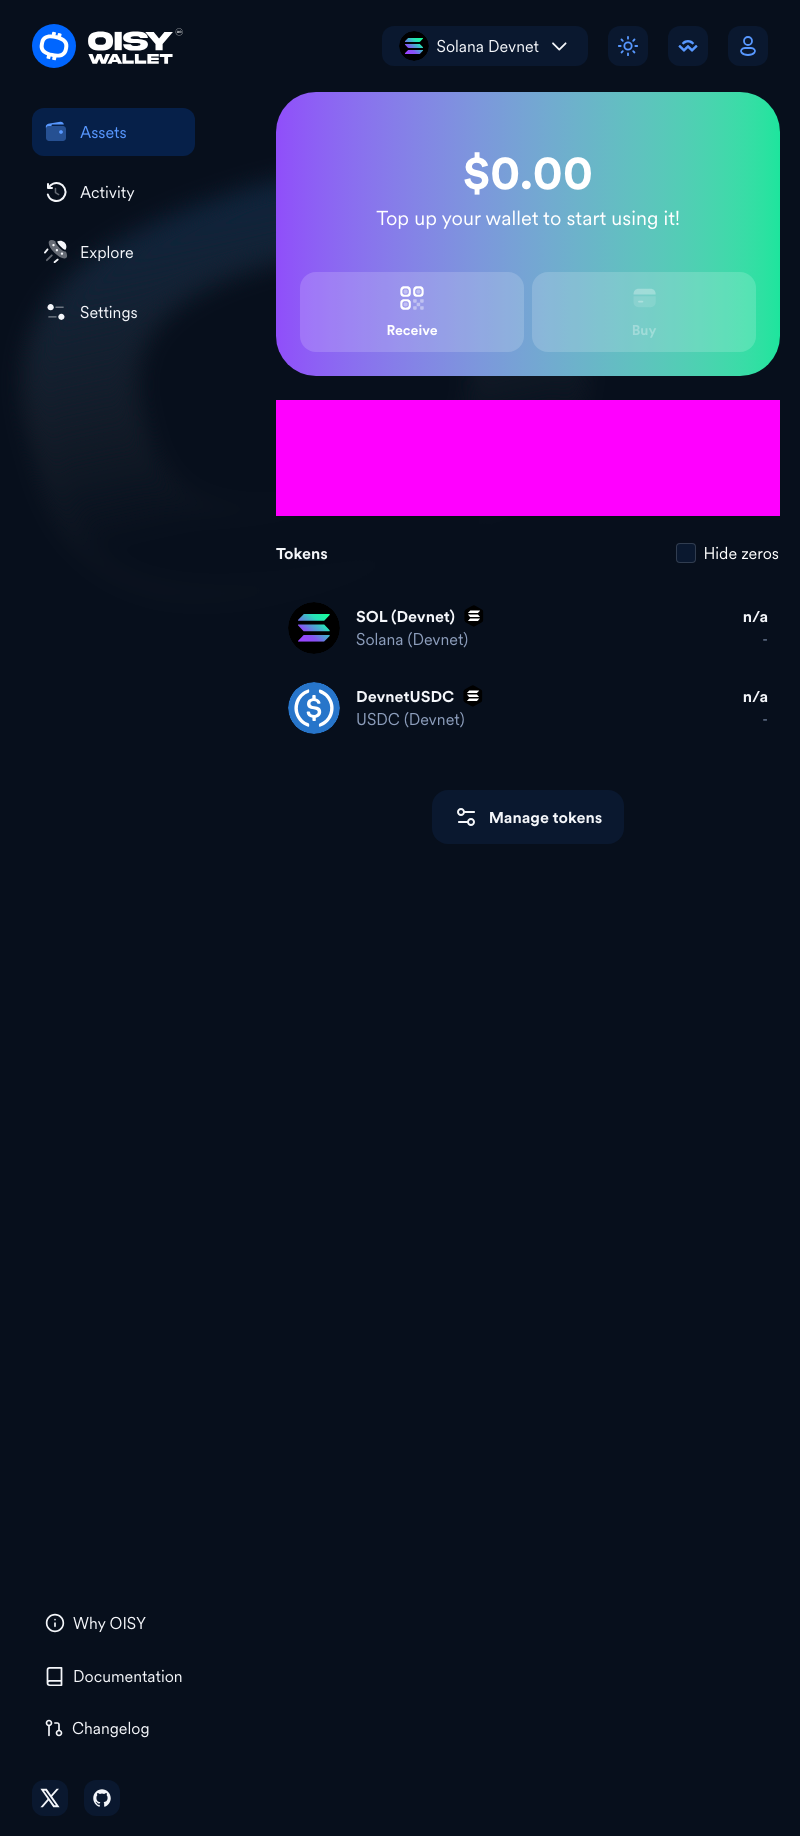 OISY
WALLET
Solana Devnet
Assets
Activity
Explore
Settings
$0.00
Top up your wallet to start using it!
Receive
Buy
Tokens
Hide zeros
SOL (Devnet)
n/a
Solana (Devnet)
-
DevnetUSDC
n/a
USDC (Devnet)
-
Manage tokens
Why OISY
Documentation
Changelog